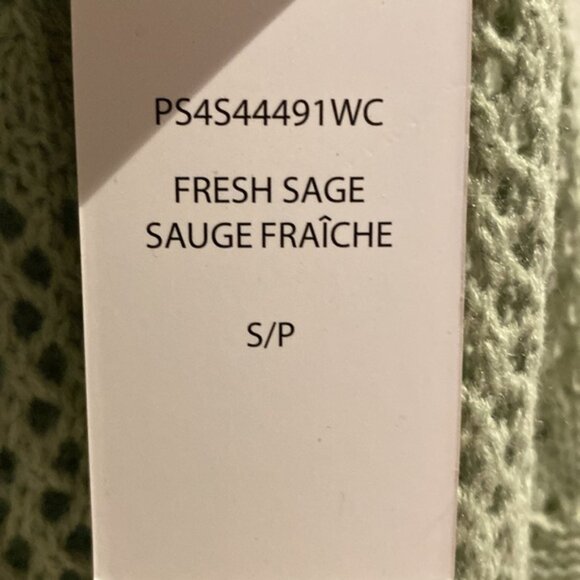 PS4S44491WC
FRESH SAGE
SAUGE FRAÎCHE
S/P